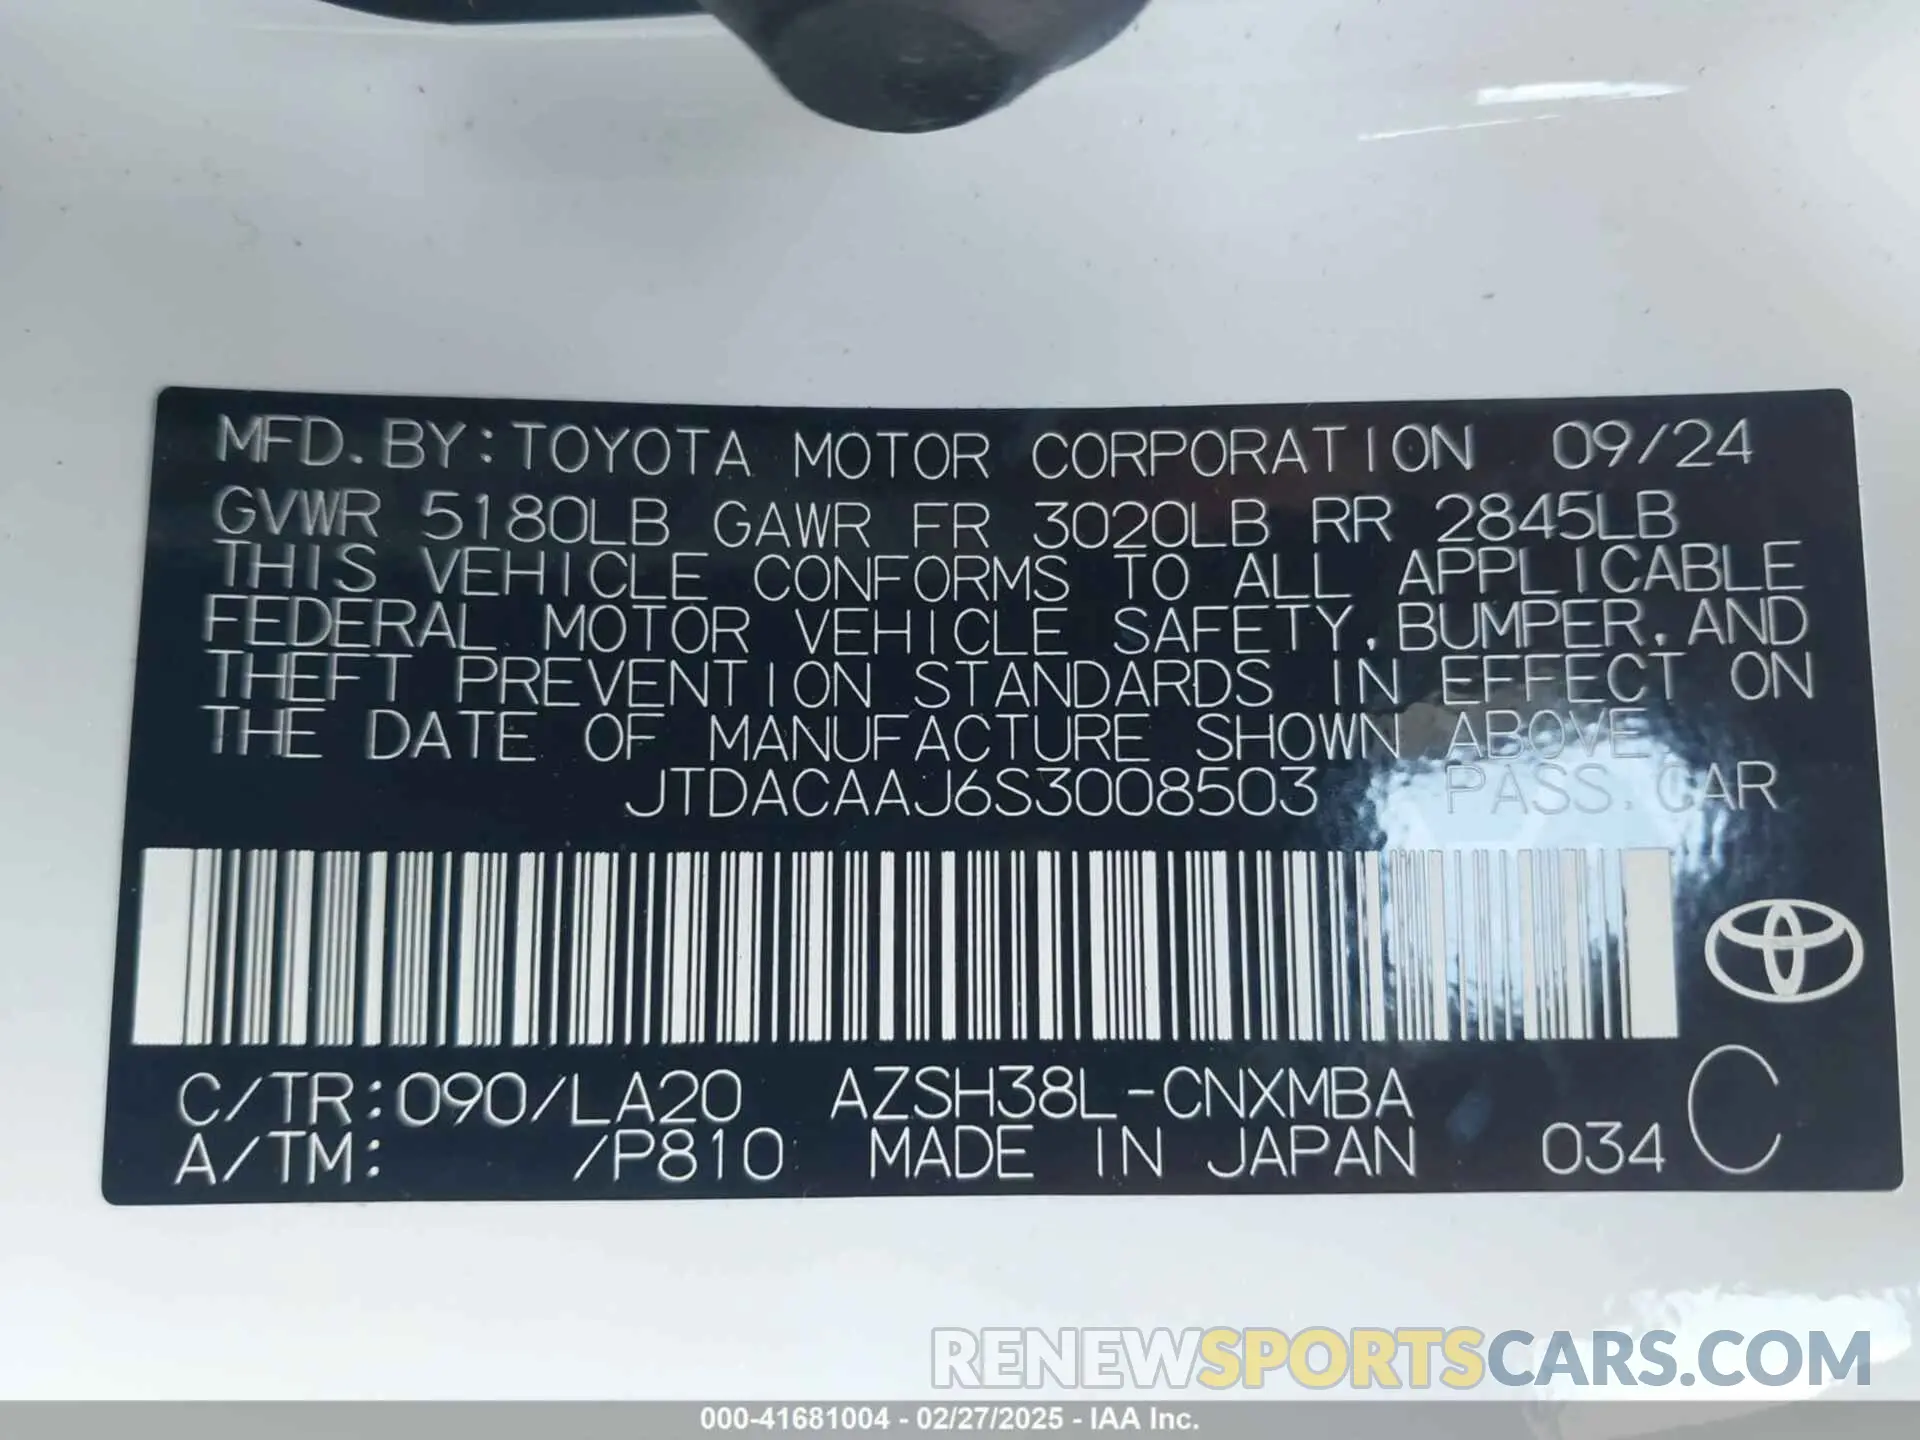 MFD. BY: TOYOTA MOTOR CORPORATION 09/24
GVWR 5180LB GAWR FR 3020LB RR 2845LB
THIS VEHICLE CONFORMS TO ALL APPLICABLE
FEDERAL MOTOR VEHICLE SAFETY, BUMPER, AND
THEFT PREVENTION STANDARDS IN EFFECT ON
THE DATE OF MANUFACTURE SHOWN ABOVE.
JTDACAAJ6S3008503 PASS. CAR
C/TR:090/LA20 AZSH38L-CNXMBA
A/TM: /P810 MADE IN JAPAN 034 C
RENEWSPORTSCARS.COM
000-41681004 - 02/27/2025 - IAA Inc.